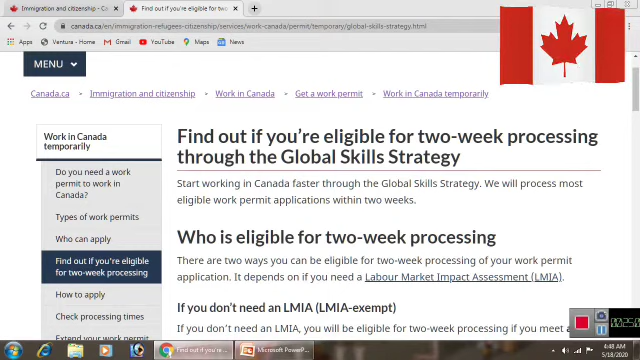 Immigration and citizenship - Can
Find out if you're eligible for two
canada.ca/en/immigration-refugees-citizenship/services/work-canada/permit/temporary/global-skills-strategy.html
Apps Ventura - Home Gmail YouTube Maps News
MENU
Canada.ca > Immigration and citizenship > Work in Canada > Get a work permit > Work in Canada temporarily
Work in Canada
temporarily
Do you need a work
permit to work in
Canada?
Types of work permits
Who can apply
Find out if you're eligible
for two-week processing
How to apply
Check processing times
Extend your work permit
Find out if you're eligible for two-week processing
through the Global Skills Strategy
Start working in Canada faster through the Global Skills Strategy. We will process most
eligible work permit applications within two weeks.
Who is eligible for two-week processing
There are two ways you can be eligible for two-week processing of your work permit
application. It depends on if you need a Labour Market Impact Assessment (LMIA).
If you don't need an LMIA (LMIA-exempt)
If you don't need an LMIA, you will be eligible for two-week processing if you meet a
Find out if you're e...
Microsoft PowerP...
4:48 AM
5/18/2020